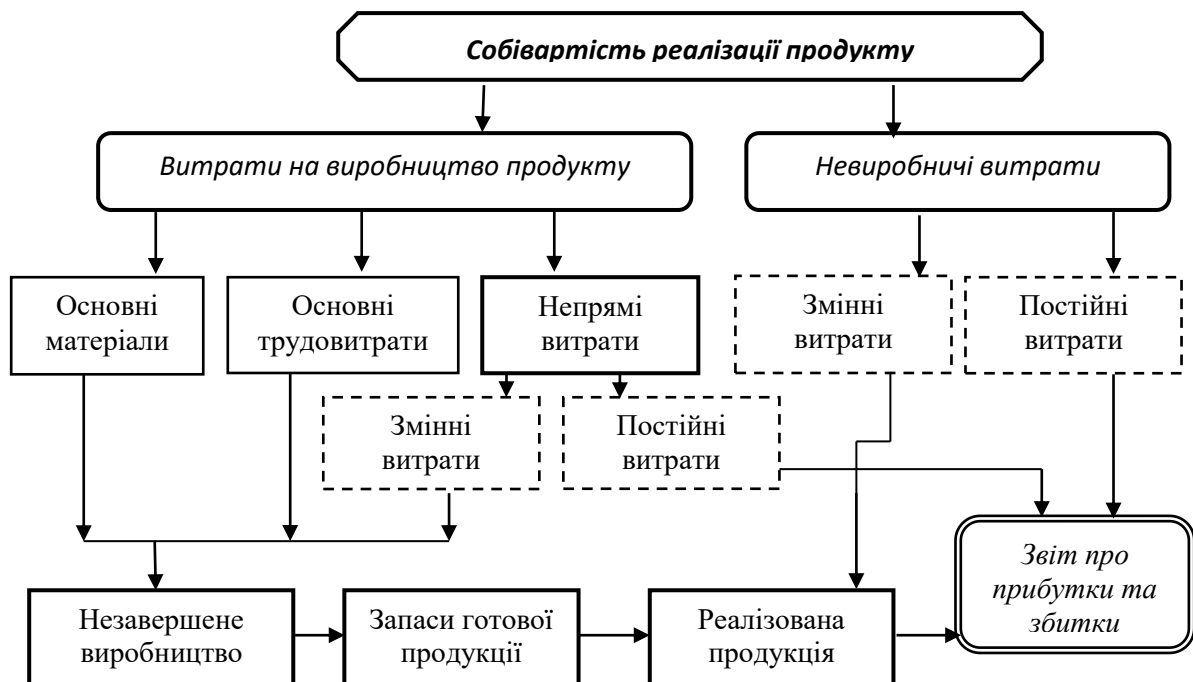 Собівартість реалізації продукту
Витрати на виробництво продукту
Невиробничі витрати
Основні
матеріали
Основні
трудовитрати
Непрямі
витрати
Змінні
витрати
Постійні
витрати
Змінні
витрати
Постійні
витрати
Звіт про
прибутки та
збитки
Незавершене
виробництво
Запаси готової
продукції
Реалізована
продукція